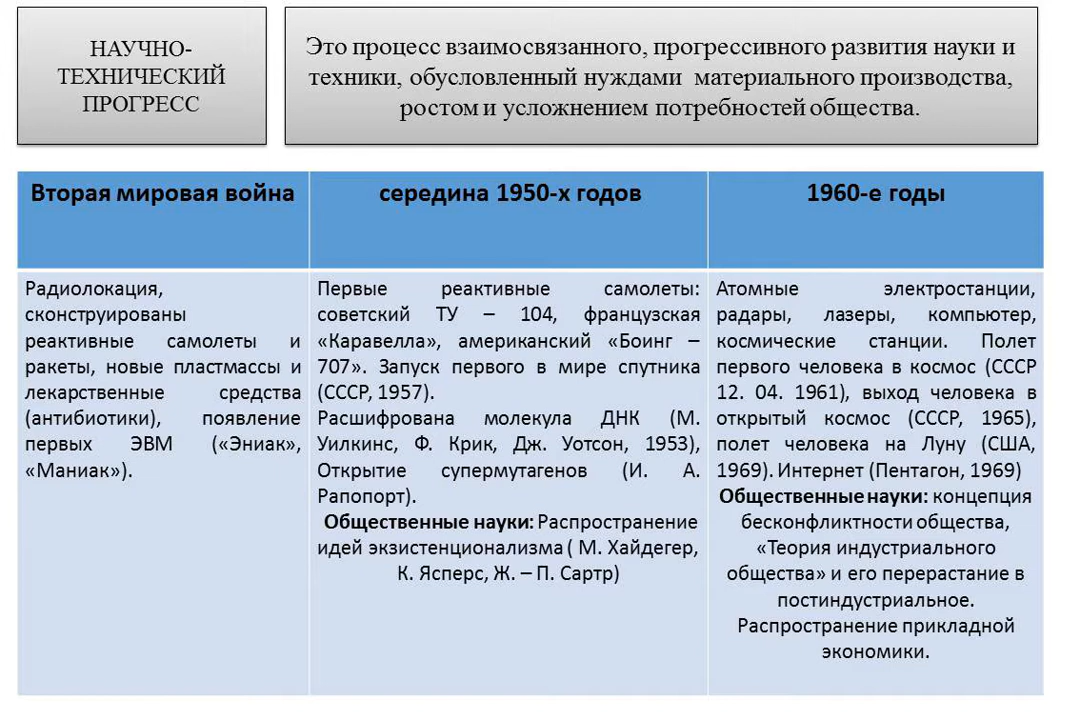 НАУЧНО-
ТЕХНИЧЕСКИЙ
ПРОГРЕСС
Это процесс взаимосвязанного, прогрессивного развития науки и
техники, обусловленный нуждами материального производства,
ростом и усложнением потребностей общества.
Вторая мировая война
середина 1950-х годов
1960-е годы
Радиолокация,
сконструированы
реактивные самолеты и
ракеты, новые пластмассы и
лекарственные средства
(антибиотики), появление
первых ЭВМ («Эниак»,
«Маниак»).
Первые реактивные самолеты:
советский ТУ – 104, французская
«Каравелла», американский «Боинг –
707». Запуск первого в мире спутника
(СССР, 1957).
Расшифрована молекула ДНК (М.
Уилкинс, Ф. Крик, Дж. Уотсон, 1953),
Открытие супермутагенов (И. А.
Рапопорт).
Общественные науки: Распространение
идей экзистенционализма ( М. Хайдегер,
К. Ясперс, Ж. – П. Сартр)
Атомные электростанции,
радары, лазеры, компьютер,
космические станции. Полет
первого человека в космос (СССР
12. 04. 1961), выход человека в
открытый космос (СССР, 1965),
полет человека на Луну (США,
1969). Интернет (Пентагон, 1969)
Общественные науки: концепция
бесконфликтности общества,
«Теория индустриального
общества» и его перерастание в
постиндустриальное.
Распространение прикладной
экономики.